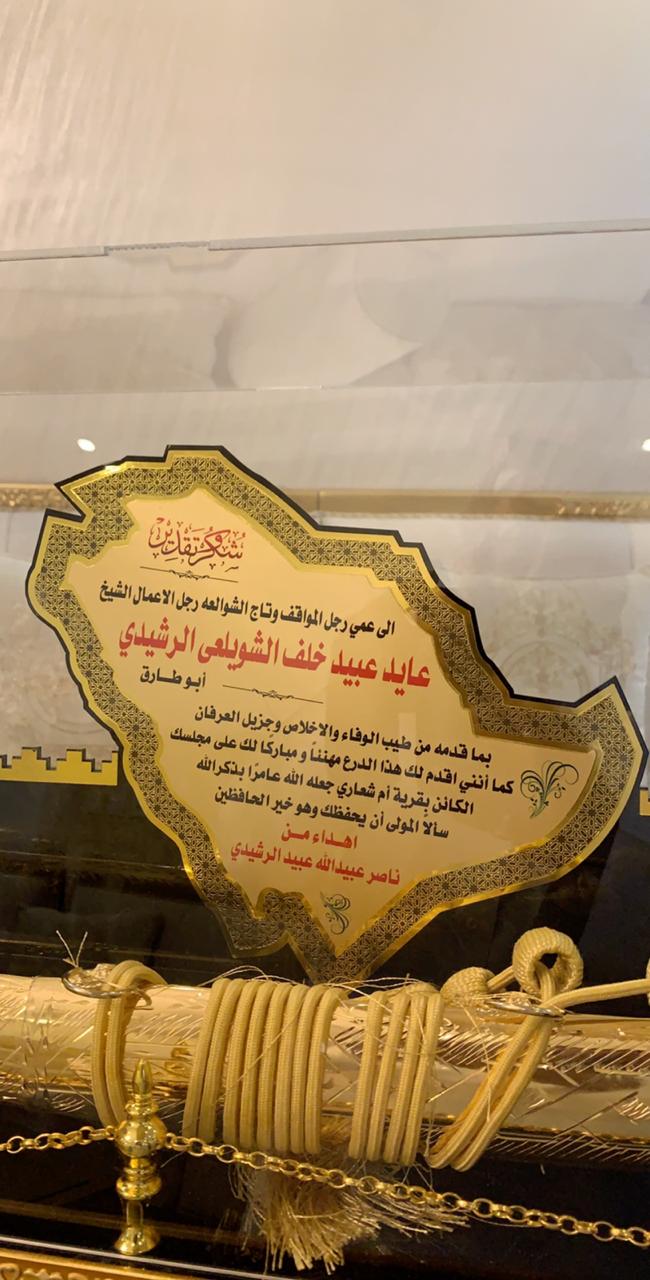 شكر وتقدير
الى عمي رجل المواقف وتاج الشوالعه رجل الاعمال الشيخ
عايد عبيد خلف الشويلعي الرشيدي
أبو طارق
بما قدمه من طيب الوفاء والاخلاص وجزيل العرفان
كما أنني اقدم لك هذا الدرع مهنئاً و مباركاً لك على مجلسك
الكائن بقرية أم شعاري جعله الله عامرًا بذكرالله
سألا المولى أن يحفظك وهو خير الحافظين
اهداء من
ناصر عبيدالله عبيد الرشيدي